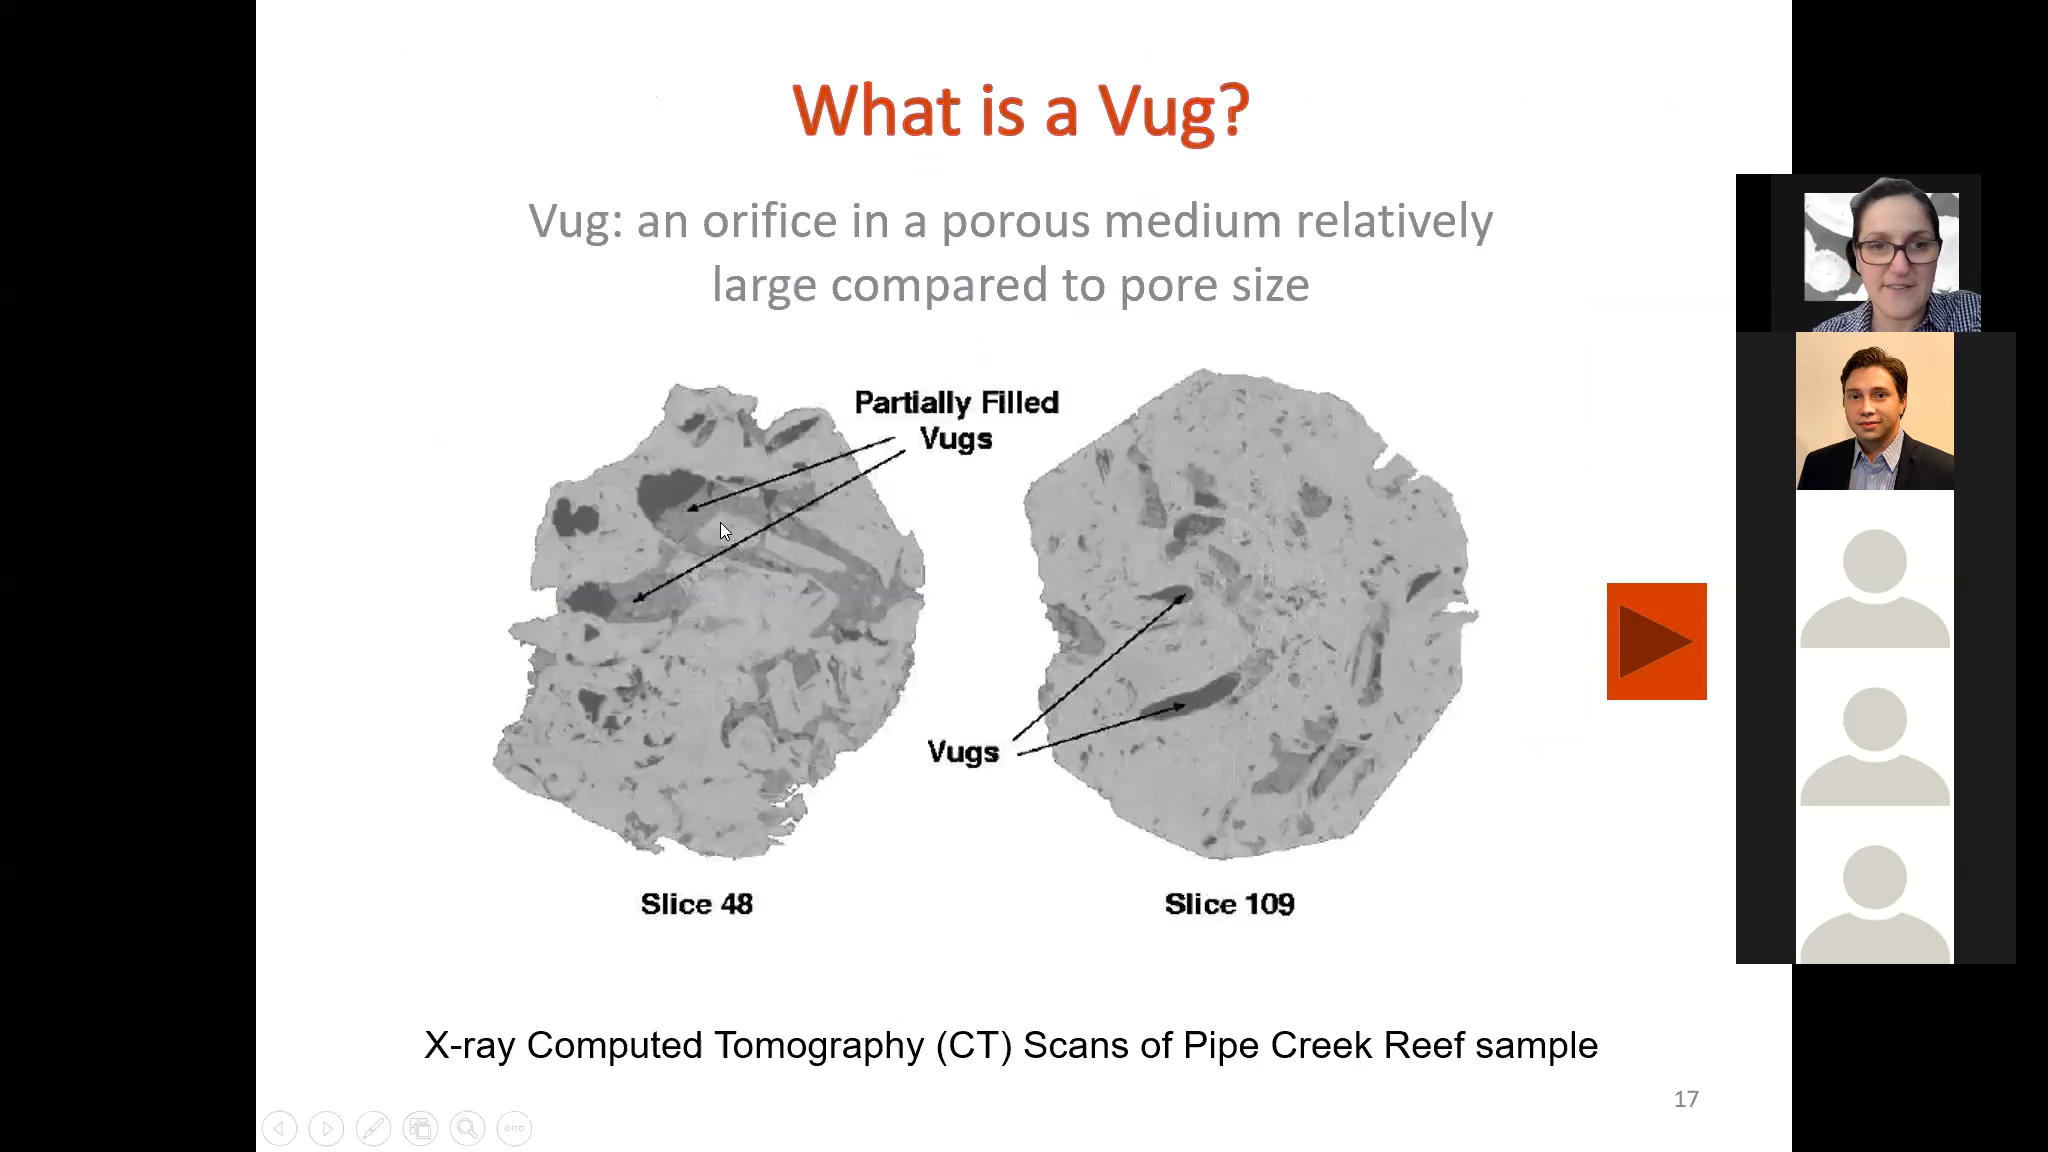 What is a Vug?
Vug: an orifice in a porous medium relatively
large compared to pore size
Partially Filled
Vugs
Vugs
Slice 48
Slice 109
X-ray Computed Tomography (CT) Scans of Pipe Creek Reef sample
17